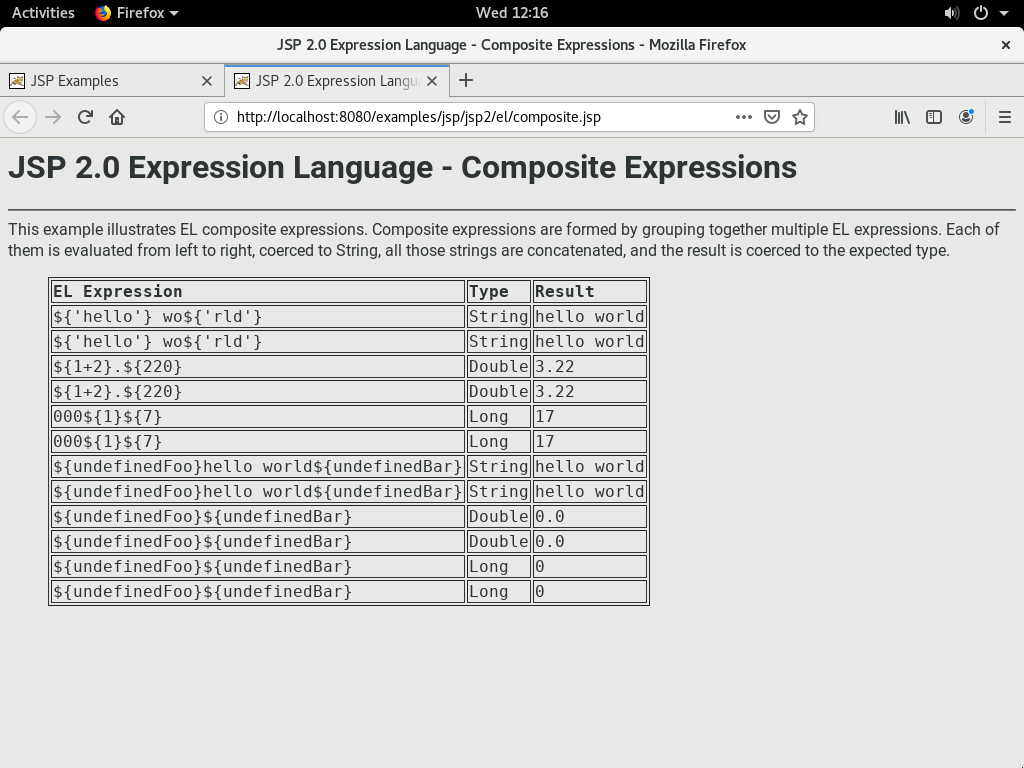 Activities Firefox Wed 12:16
JSP 2.0 Expression Language - Composite Expressions - Mozilla Firefox
JSP Examples JSP 2.0 Expression Langu
http://localhost:8080/examples/jsp/jsp2/el/composite.jsp
JSP 2.0 Expression Language - Composite Expressions
This example illustrates EL composite expressions. Composite expressions are formed by grouping together multiple EL expressions. Each of
them is evaluated from left to right, coerced to String, all those strings are concatenated, and the result is coerced to the expected type.
EL Expression Type Result
${'hello'} wo${'rld'} String hello world
${'hello'} wo${'rld'} String hello world
${1+2}.${220} Double 3.22
${1+2}.${220} Double 3.22
000${1}${7} Long 17
000${1}${7} Long 17
${undefinedFoo}hello world${undefinedBar} String hello world
${undefinedFoo}hello world${undefinedBar} String hello world
${undefinedFoo}${undefinedBar} Double 0.0
${undefinedFoo}${undefinedBar} Double 0.0
${undefinedFoo}${undefinedBar} Long 0
${undefinedFoo}${undefinedBar} Long 0